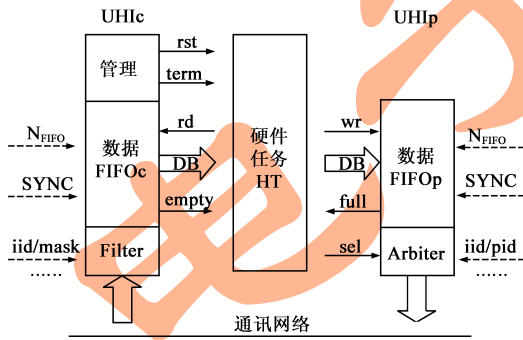 UHIc
UHIp
管理
rst
term
数据
FIFOc
rd
DB
empty
Filter
硬件
任务
HT
wr
DB
full
sel
数据
FIFOp
Arbiter
N_FIFO
SYNC
iid/mask
......
N_FIFO
SYNC
iid/pid
......
通讯网络